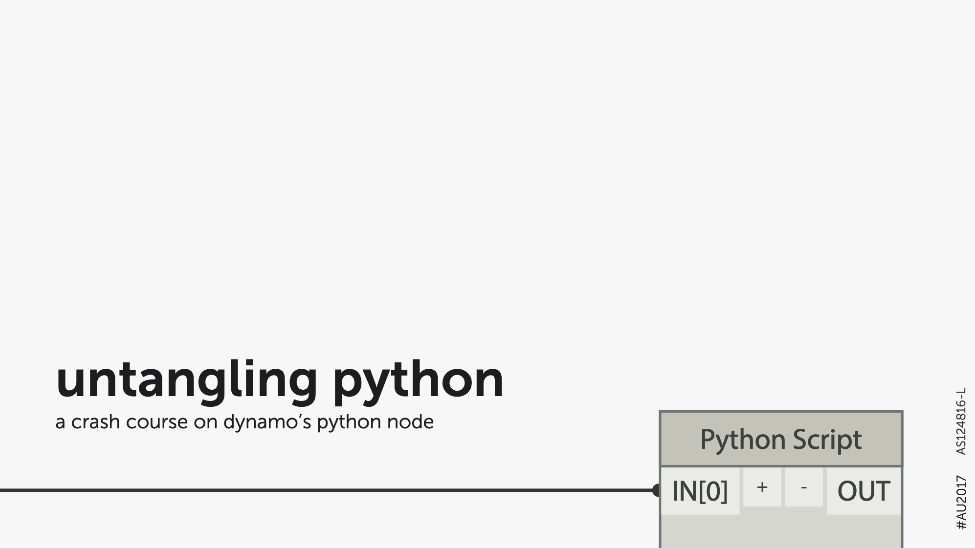 untangling python
a crash course on dynamo's python node
Python Script
IN[0] + - OUT
#AU2017 AS124816-L